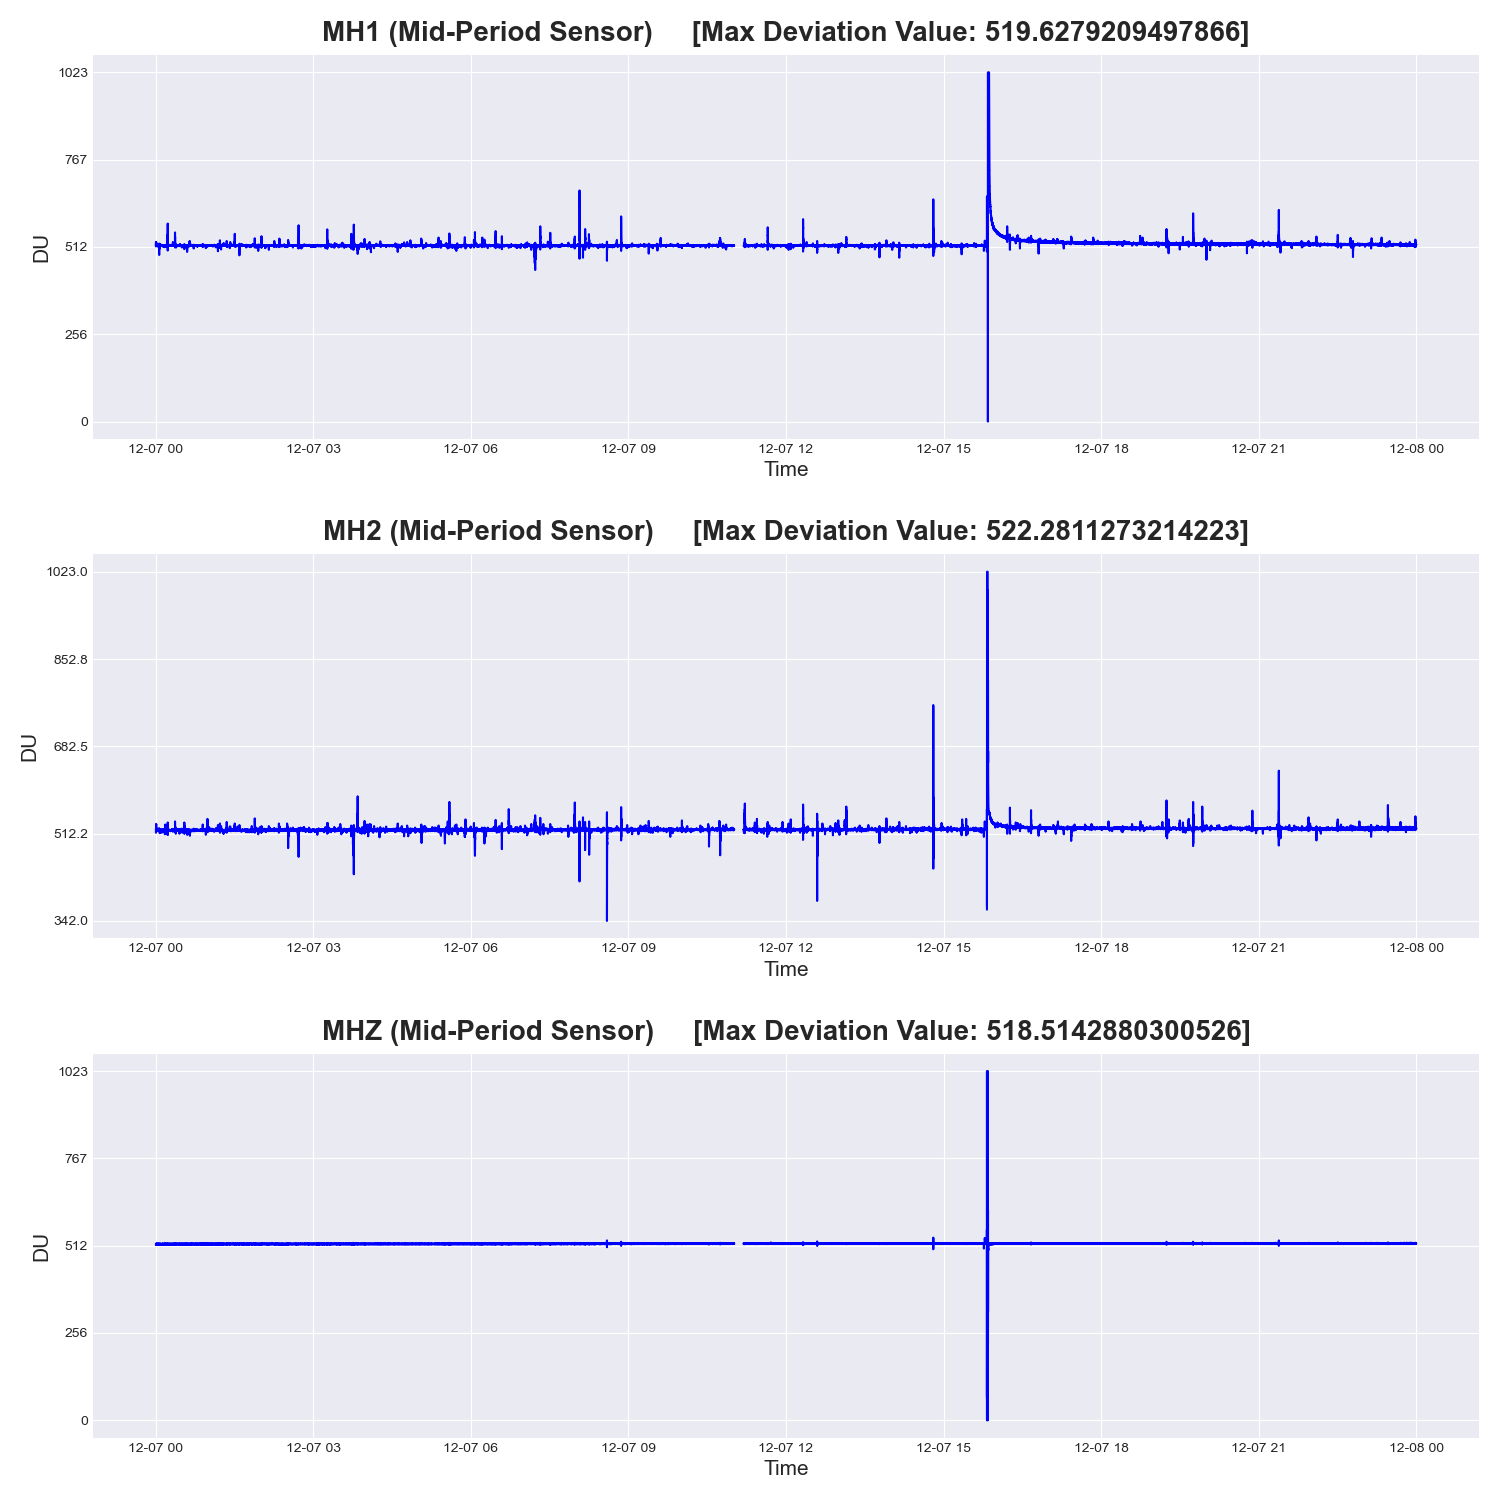 MH1 (Mid-Period Sensor) [Max Deviation Value: 519.6279209497866]
1023
767
512
256
0
DU
12-07 00 12-07 03 12-07 06 12-07 09 12-07 12 12-07 15 12-07 18 12-07 21 12-08 00
Time
MH2 (Mid-Period Sensor) [Max Deviation Value: 522.2811273214223]
1023.0
852.8
682.5
512.2
342.0
DU
12-07 00 12-07 03 12-07 06 12-07 09 12-07 12 12-07 15 12-07 18 12-07 21 12-08 00
Time
MHZ (Mid-Period Sensor) [Max Deviation Value: 518.5142880300526]
1023
767
512
256
0
DU
12-07 00 12-07 03 12-07 06 12-07 09 12-07 12 12-07 15 12-07 18 12-07 21 12-08 00
Time